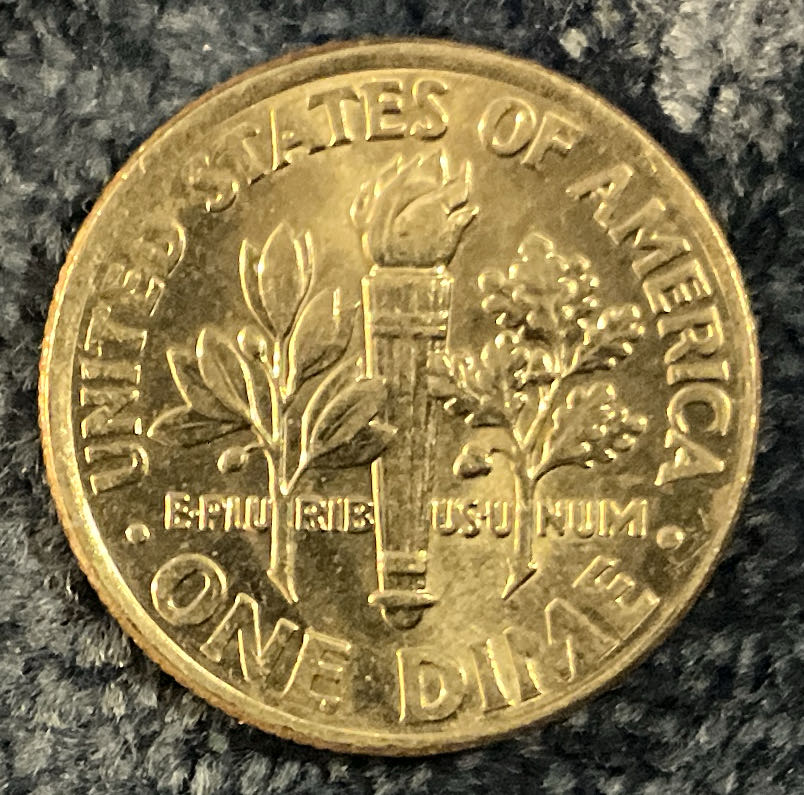 UNITED STATES OF AMERICA
E·PLURIBUS·UNUM
ONE DIME